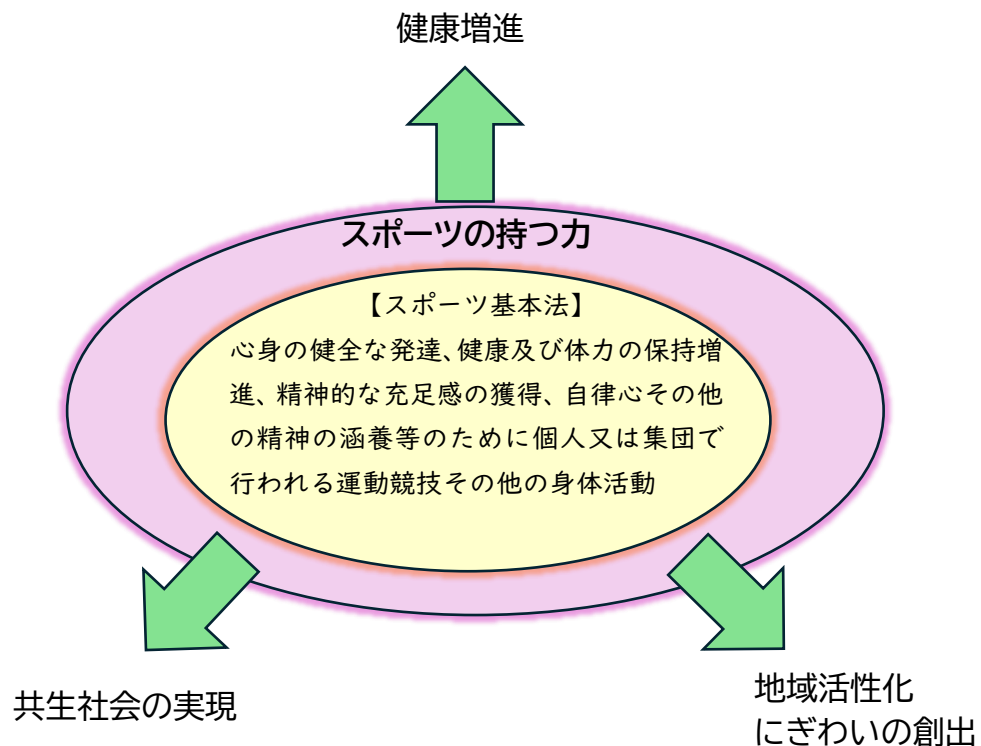 健康増進
スポーツの持つ力
【スポーツ基本法】
心身の健全な発達、健康及び体力の保持増
進、精神的な充足感の獲得、自律心その他
の精神の涵養等のために個人又は集団で
行われる運動競技その他の身体活動
共生社会の実現
地域活性化
にぎわいの創出